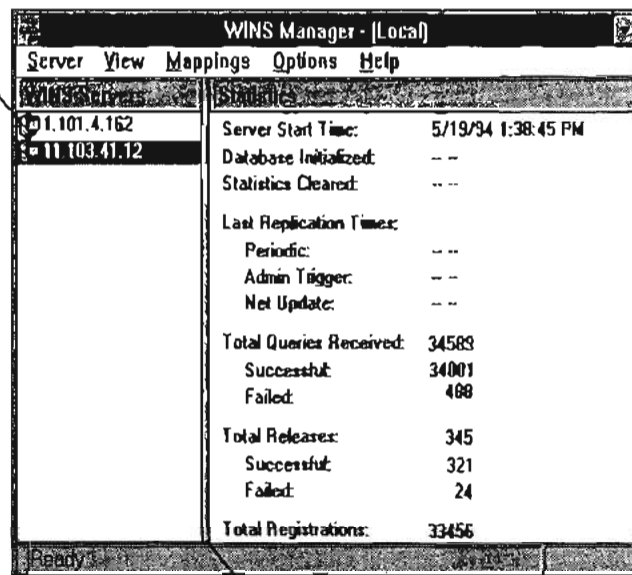 WINS Manager - [Local]
Server View Mappings Options Help
WINS Servers Statistics
1.101.4.162
11.103.41.12
Server Start Time: 5/19/94 1:38:45 PM
Database Initialized: -- --
Statistics Cleared: -- --
Last Replication Times:
Periodic: -- --
Admin Trigger: -- --
Net Update: -- --
Total Queries Received: 34589
Successful: 34001
Failed: 488
Total Releases: 345
Successful: 321
Failed: 24
Total Registrations: 33456
Ready